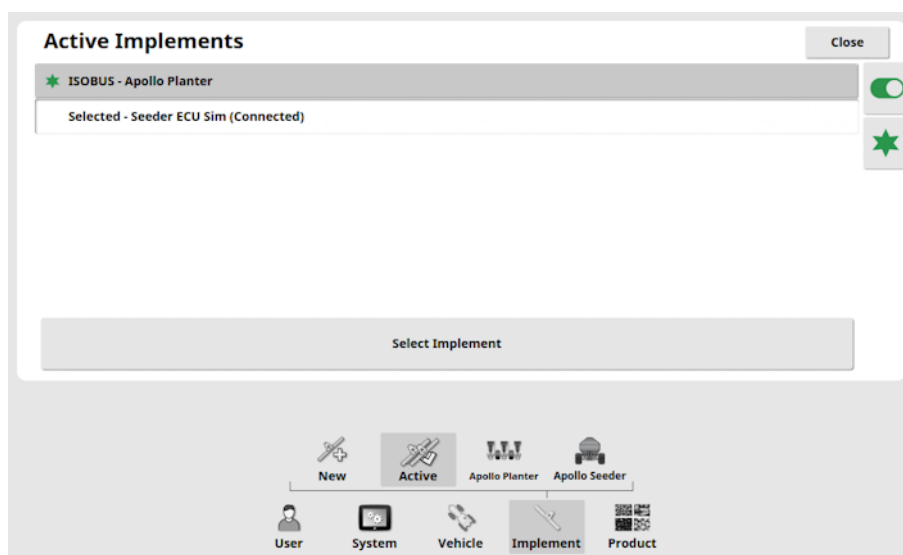 Active Implements
Close
ISOBUS - Apollo Planter
Selected - Seeder ECU Sim (Connected)
Select Implement
New Active Apollo Planter Apollo Seeder
User System Vehicle Implement Product